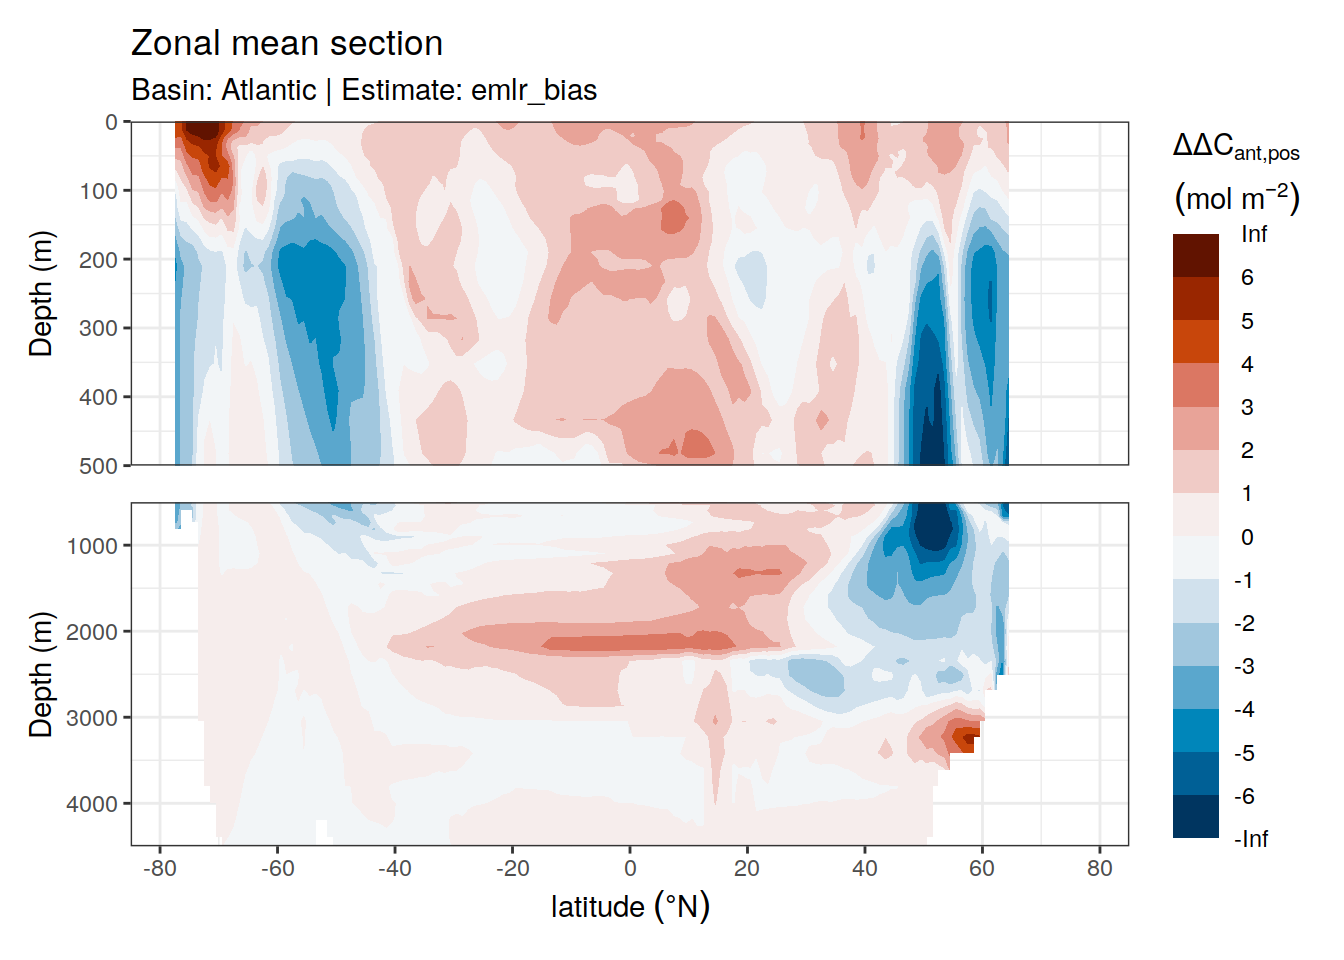 Zonal mean section
Basin: Atlantic | Estimate: emlr_bias
0
100
200
300
400
500
Depth (m)
1000
2000
3000
4000
Depth (m)
-80 -60 -40 -20 0 20 40 60 80
latitude (°N)
ΔΔCant,pos
(mol m−2)
Inf
6
5
4
3
2
1
0
-1
-2
-3
-4
-5
-6
-Inf